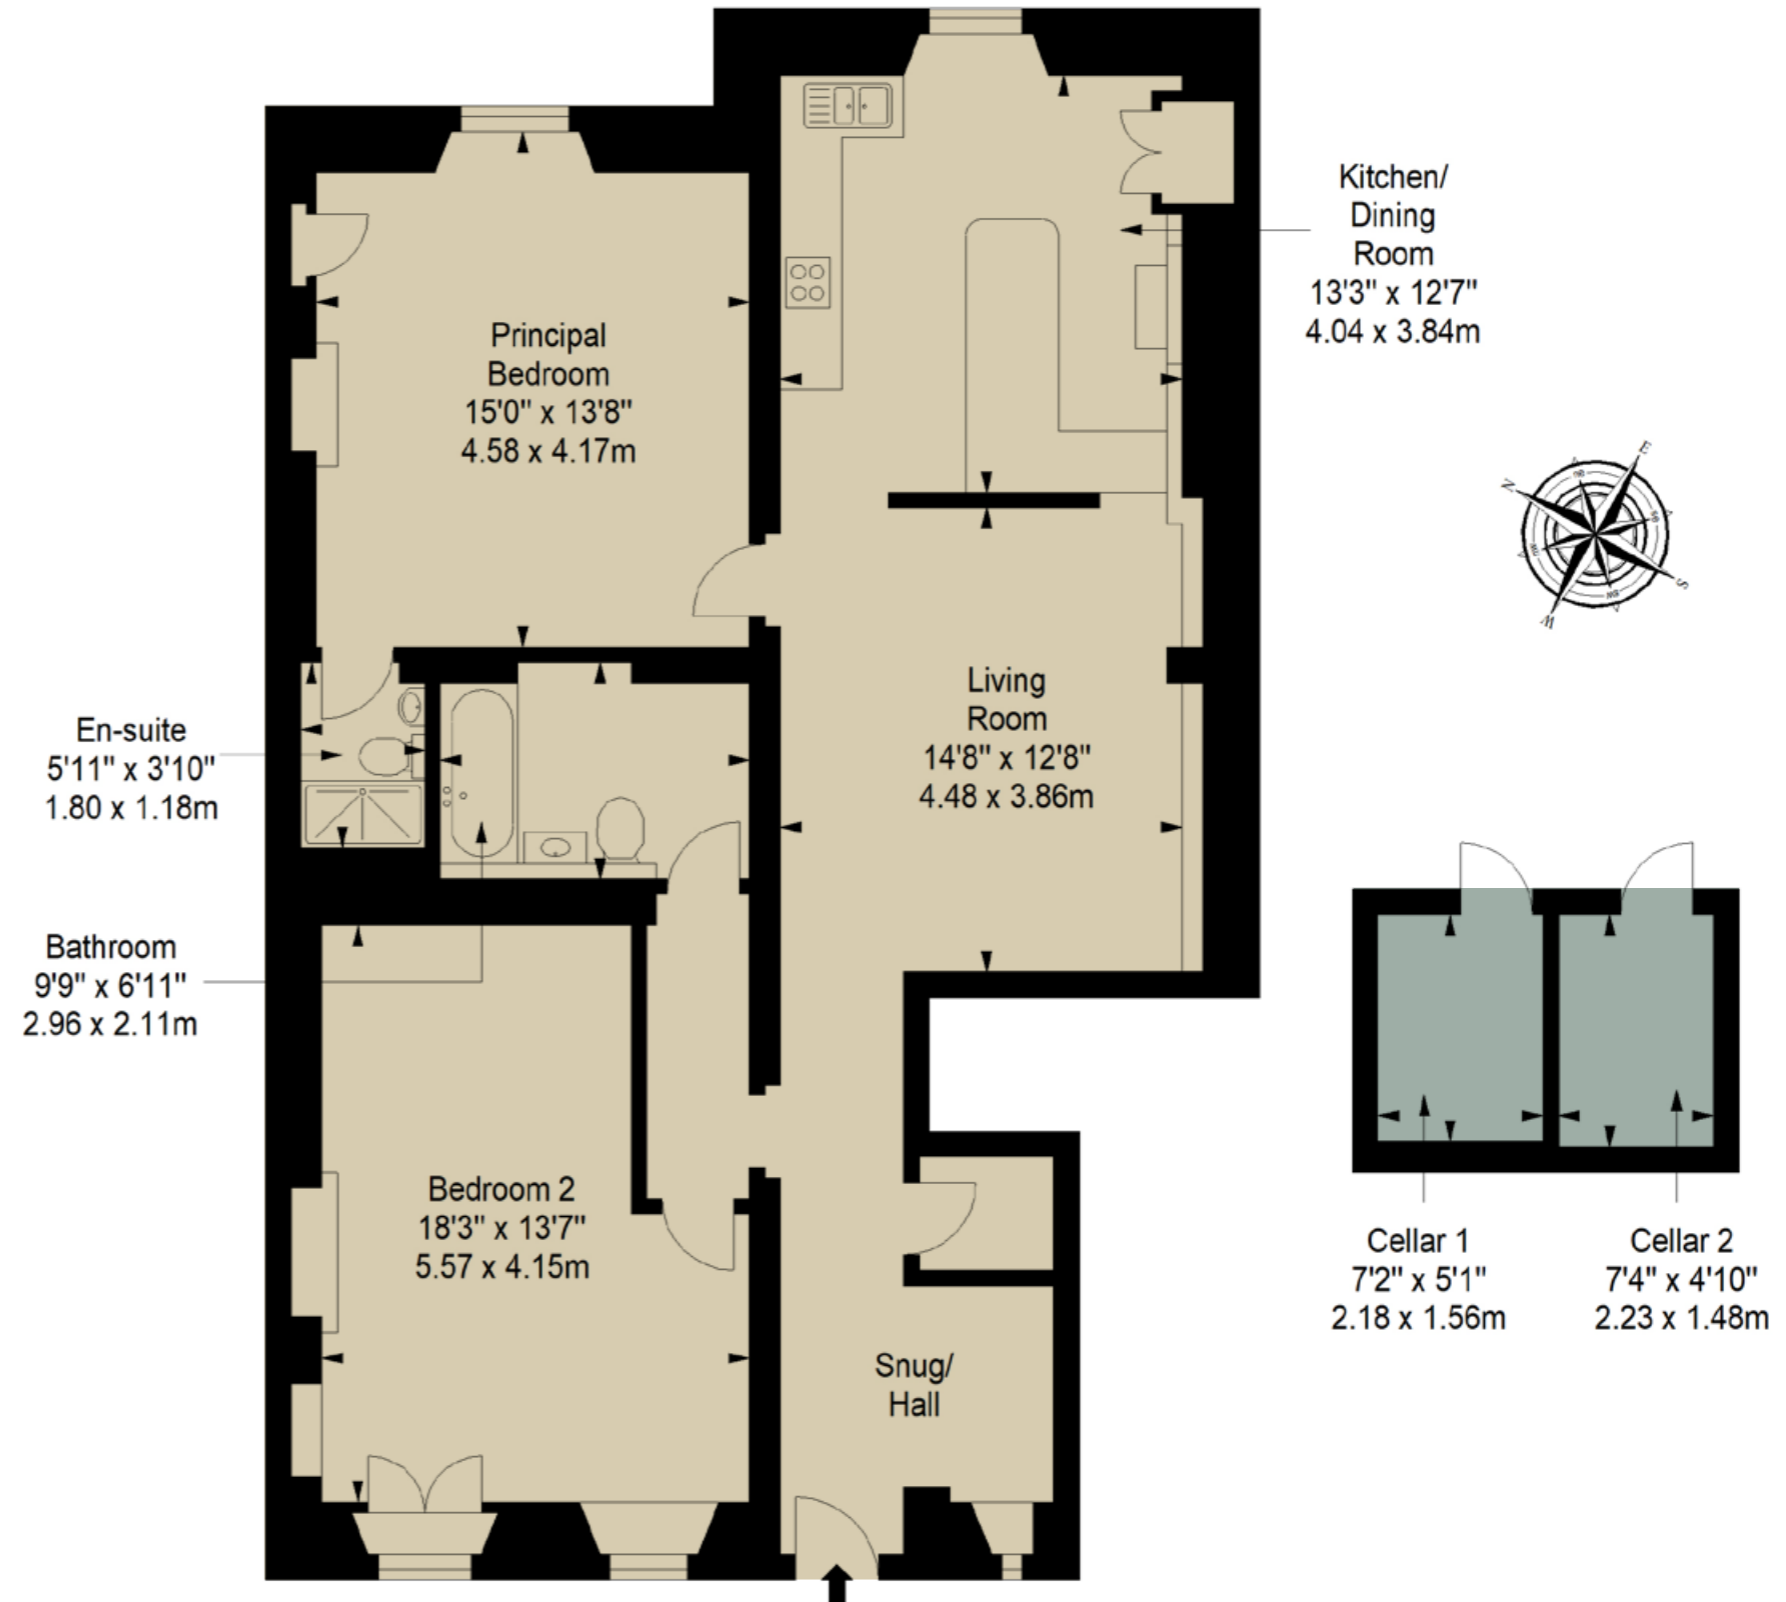 Kitchen/
Dining
Room
13'3" x 12'7"
4.04 x 3.84m
Principal
Bedroom
15'0" x 13'8"
4.58 x 4.17m
E
N
S
W
SW
Living
Room
14'8" x 12'8"
4.48 x 3.86m
En-suite
5'11" x 3'10"
1.80 x 1.18m
Bathroom
9'9" x 6'11"
2.96 x 2.11m
Bedroom 2
18'3" x 13'7"
5.57 x 4.15m
Cellar 1
7'2" x 5'1"
2.18 x 1.56m
Cellar 2
7'4" x 4'10"
2.23 x 1.48m
Snug/
Hall